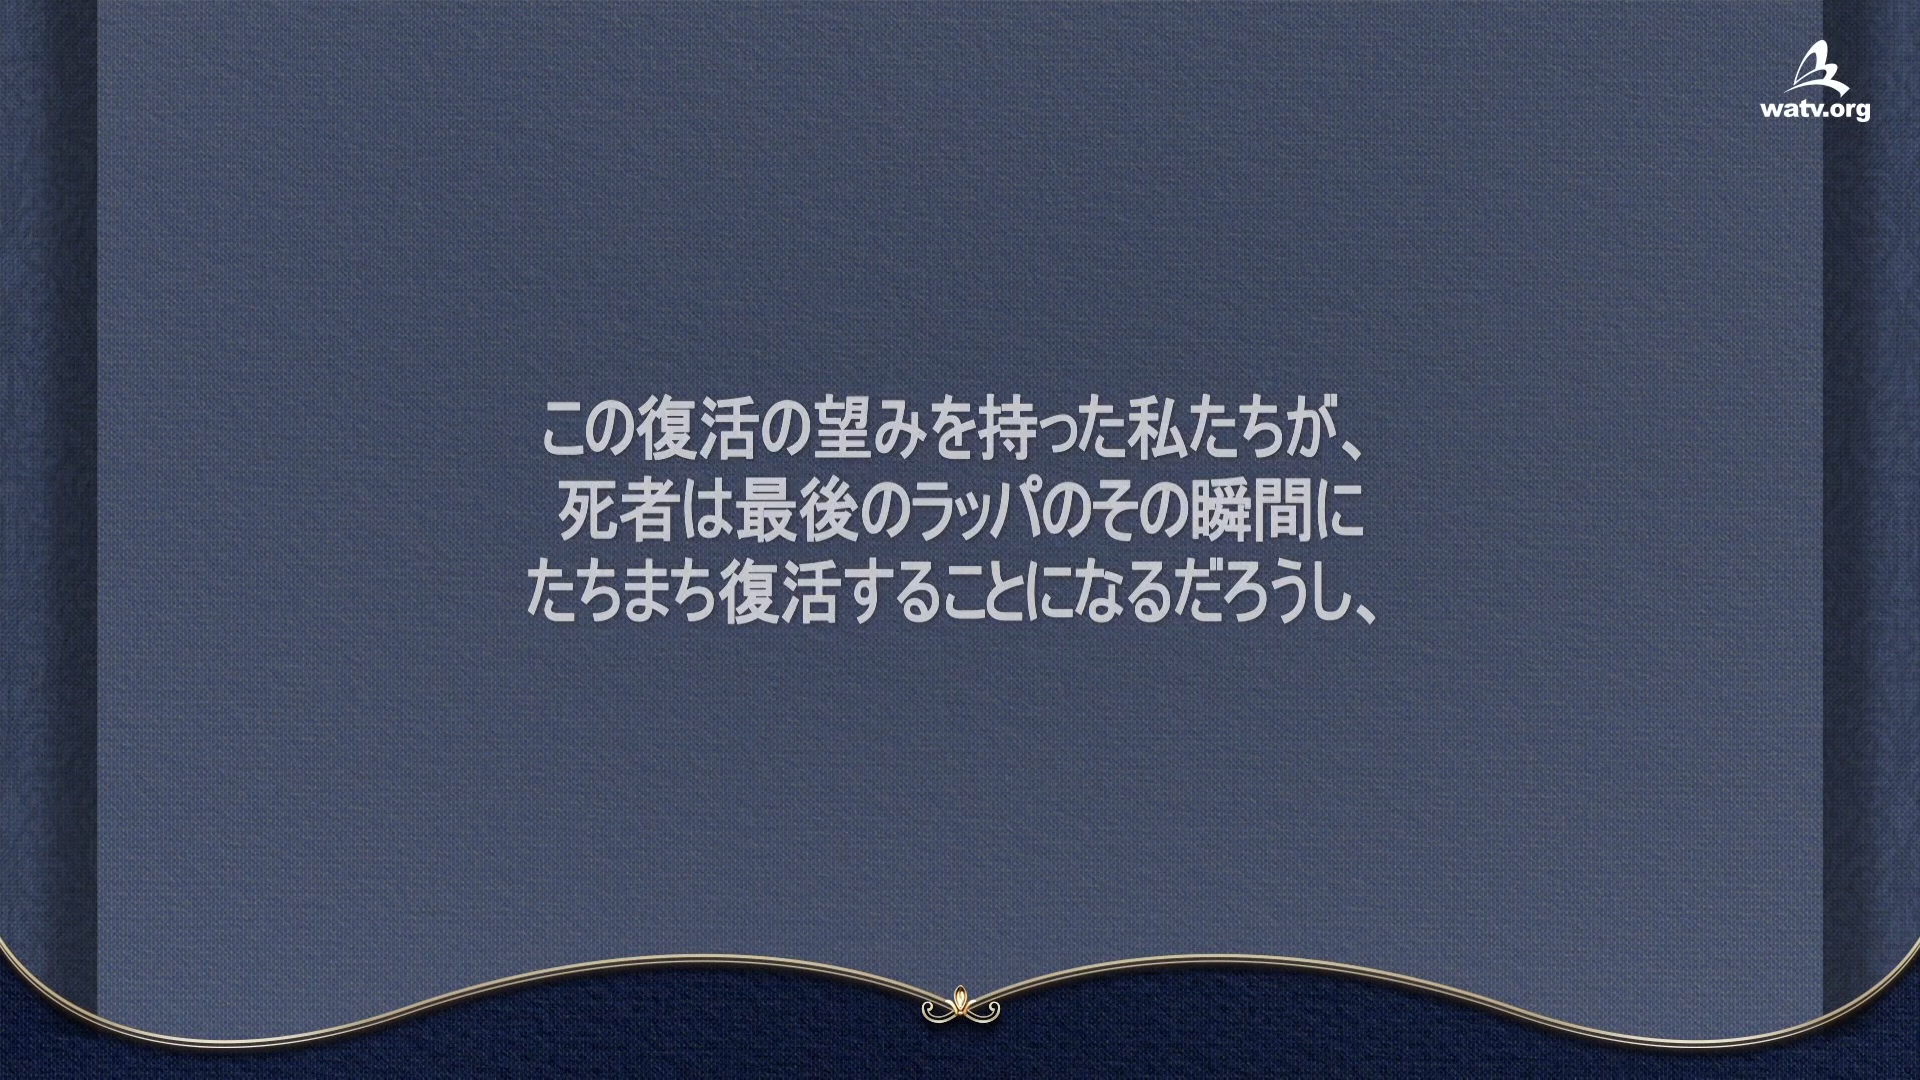 watv.org
この復活の望みを持った私たちが、
死者は最後のラッパのその瞬間に
たちまち復活することになるだろうし、